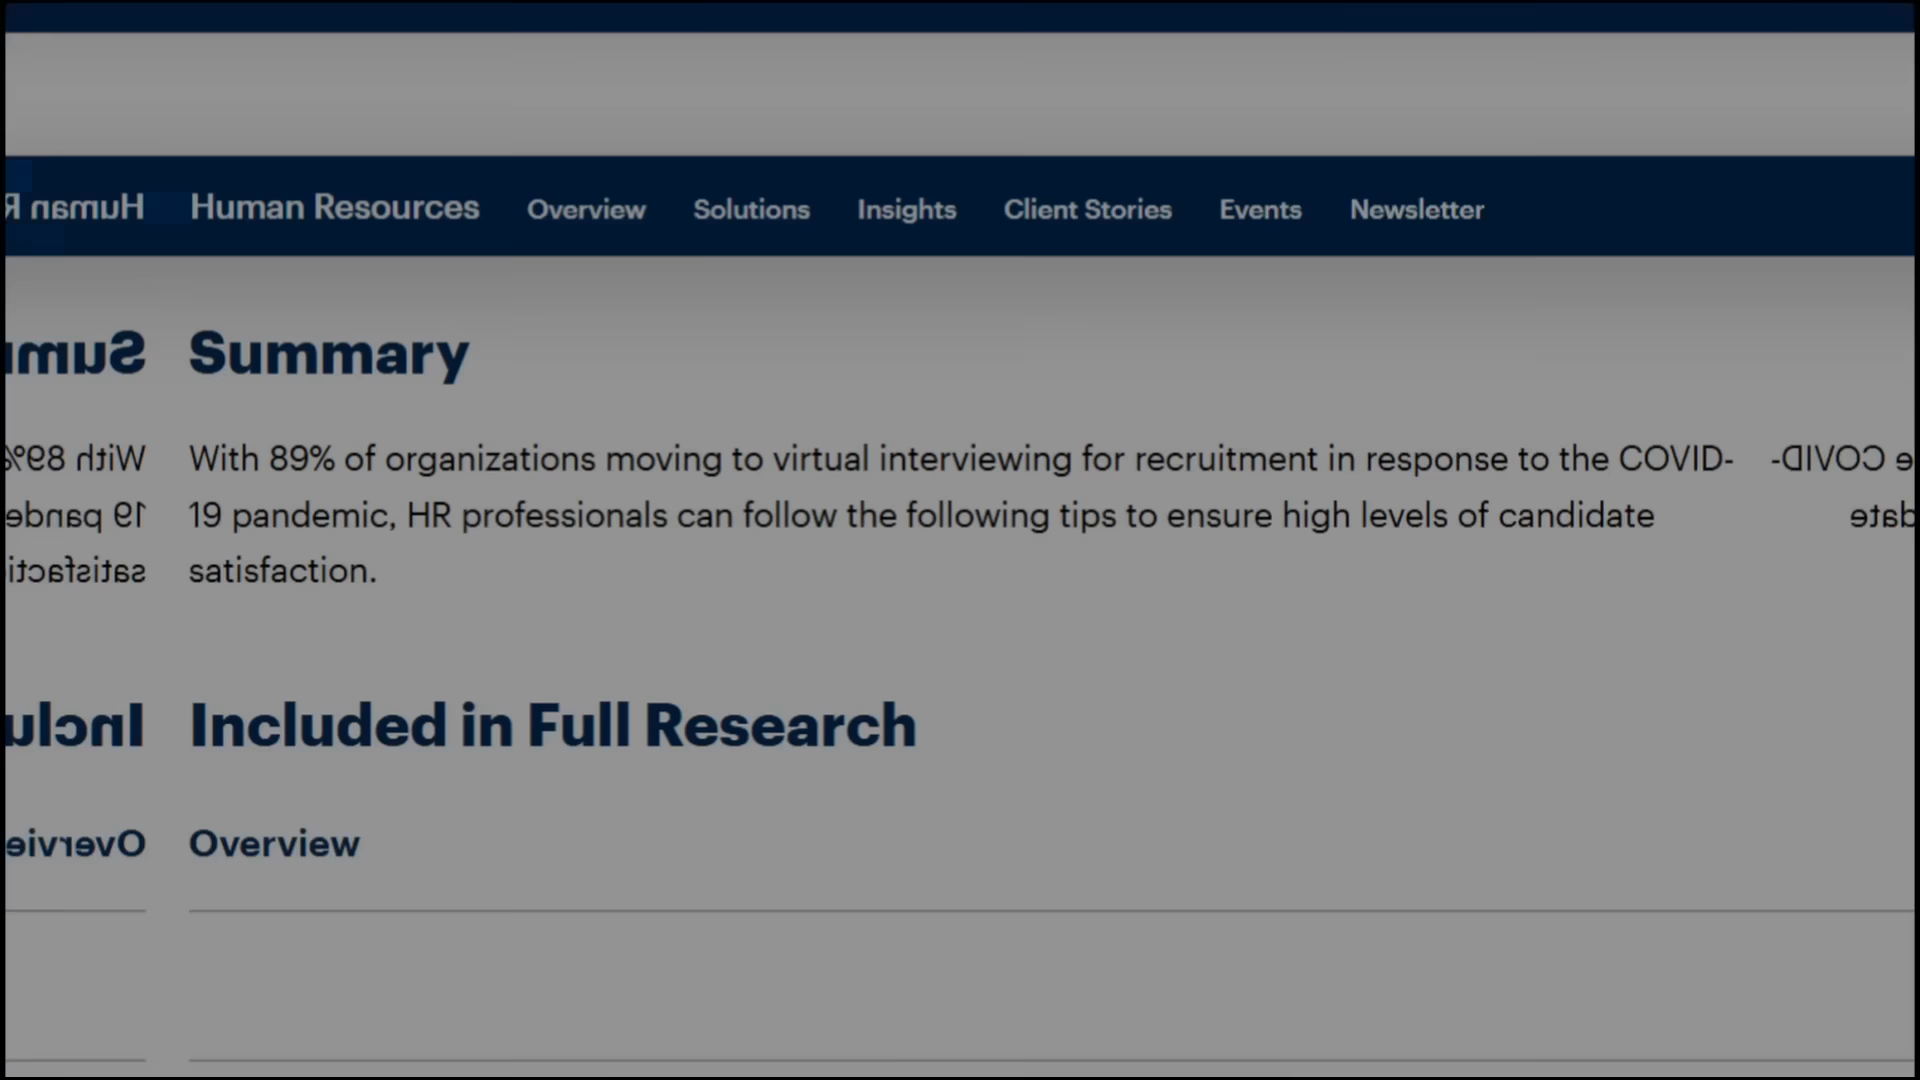 Human Resources Overview Solutions Insights Client Stories Events Newsletter
Summary
With 89% of organizations moving to virtual interviewing for recruitment in response to the COVID-
19 pandemic, HR professionals can follow the following tips to ensure high levels of candidate
satisfaction.
Included in Full Research
Overview